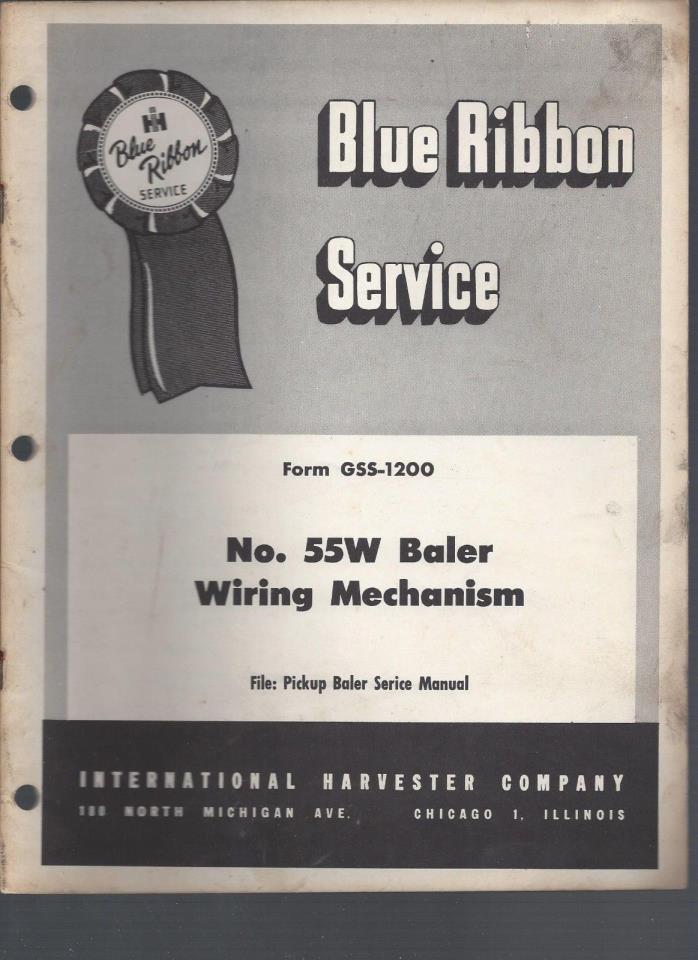 IH
Blue
Ribbon
SERVICE
Blue Ribbon
Service
Form GSS-1200
No. 55W Baler
Wiring Mechanism
File: Pickup Baler Serice Manual
INTERNATIONAL HARVESTER COMPANY
180 NORTH MICHIGAN AVE. CHICAGO 1, ILLINOIS